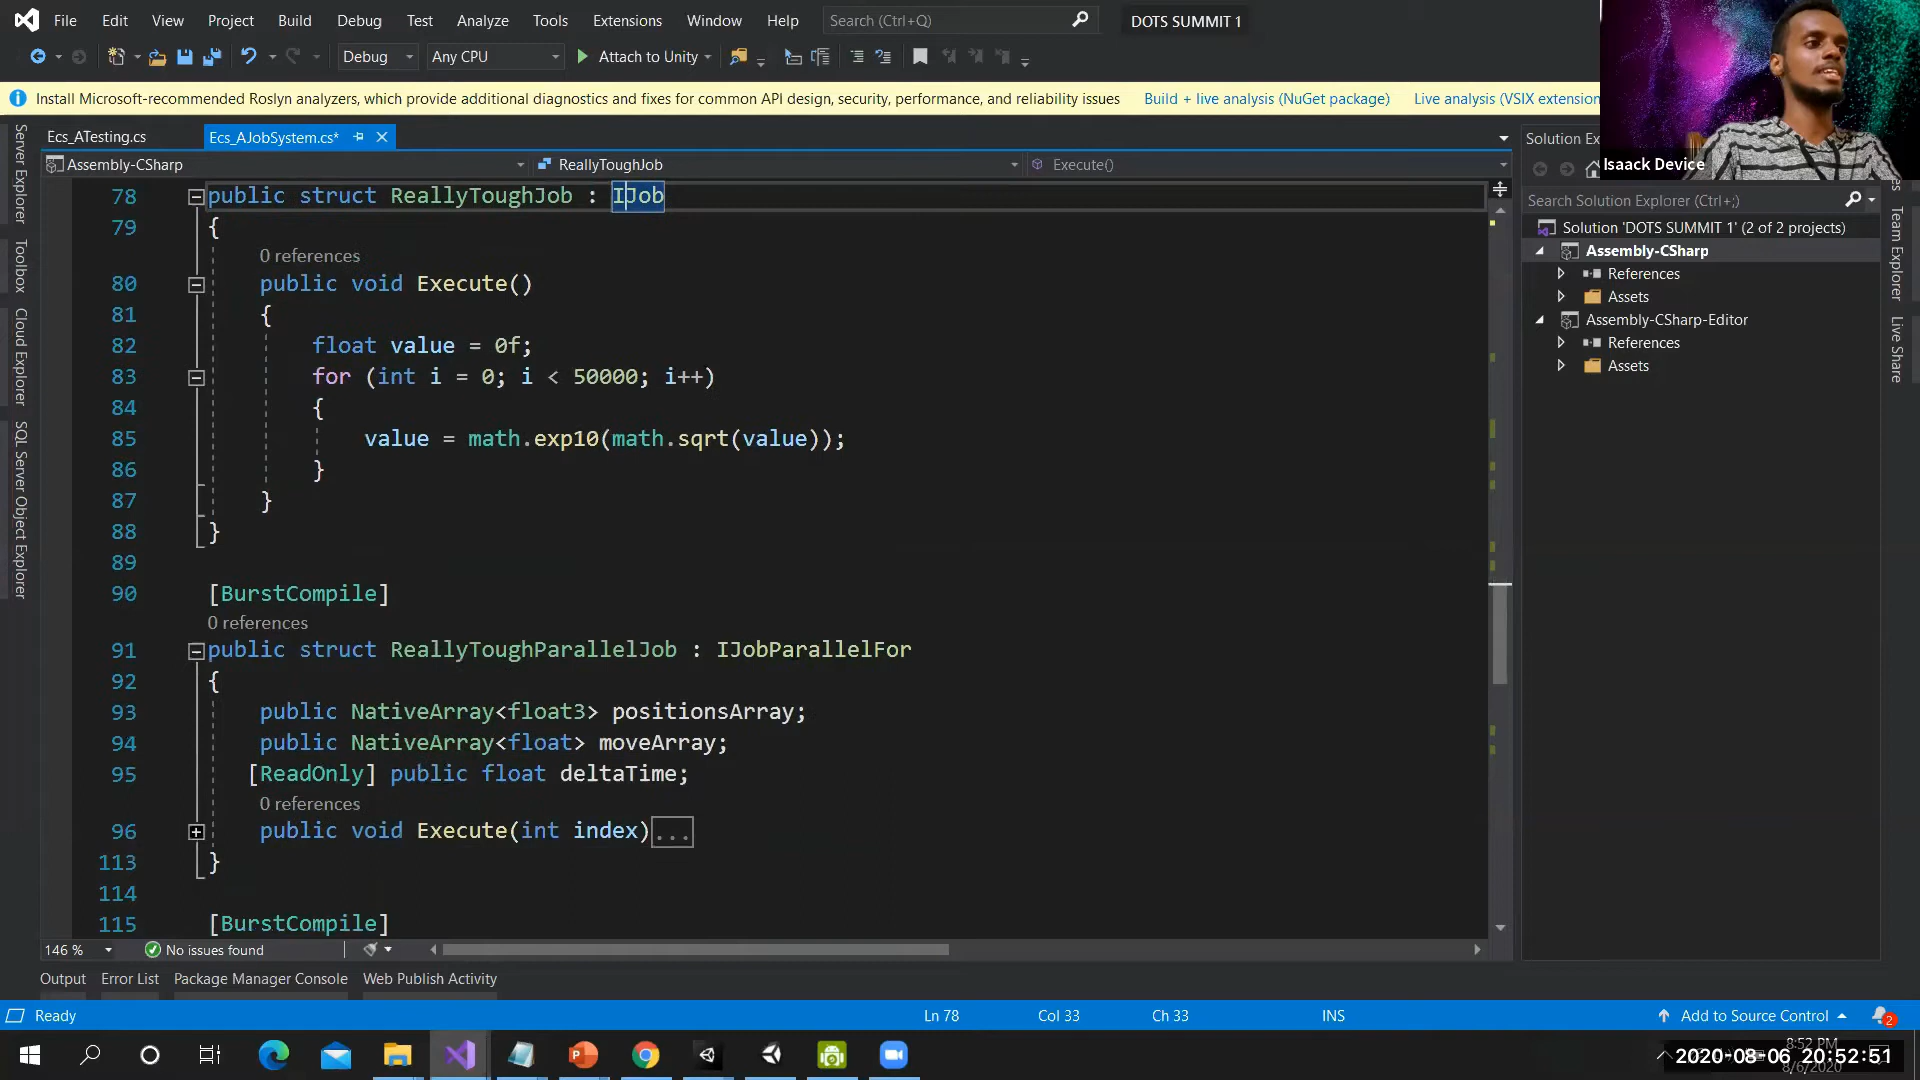 File Edit View Project Build Debug Test Analyze Tools Extensions Window Help Search (Ctrl+Q) DOTS SUMMIT 1
Debug Any CPU Attach to Unity
Install Microsoft-recommended Roslyn analyzers, which provide additional diagnostics and fixes for common API design, security, performance, and reliability issues Build + live analysis (NuGet package) Live analysis (VSIX extension
Ecs_ATesting.cs Ecs_AJobSystem.cs*
Assembly-CSharp ReallyToughJob Execute()
78 public struct ReallyToughJob : IJob
79 {
0 references
80 public void Execute()
81 {
82 float value = 0f;
83 for (int i = 0; i < 50000; i++)
84 {
85 value = math.exp10(math.sqrt(value));
86 }
87 }
88 }
89
90 [BurstCompile]
0 references
91 public struct ReallyToughParallelJob : IJobParallelFor
92 {
93 public NativeArray<float3> positionsArray;
94 public NativeArray<float> moveArray;
95 [ReadOnly] public float deltaTime;
0 references
96 public void Execute(int index)...
113 }
114
115 [BurstCompile]
146 % No issues found
Output Error List Package Manager Console Web Publish Activity
Ready Ln 78 Col 33 Ch 33 INS Add to Source Control 2
Server Explorer
Toolbox
Cloud Explorer
SQL Server Object Explorer
Isaack Device
Solution Ex
Search Solution Explorer (Ctrl+;)
Solution 'DOTS SUMMIT 1' (2 of 2 projects)
Assembly-CSharp
References
Assets
Assembly-CSharp-Editor
References
Assets
Team Explorer
Live Share
8:52 PM
2020-08-06 20:52:51
8/6/2020